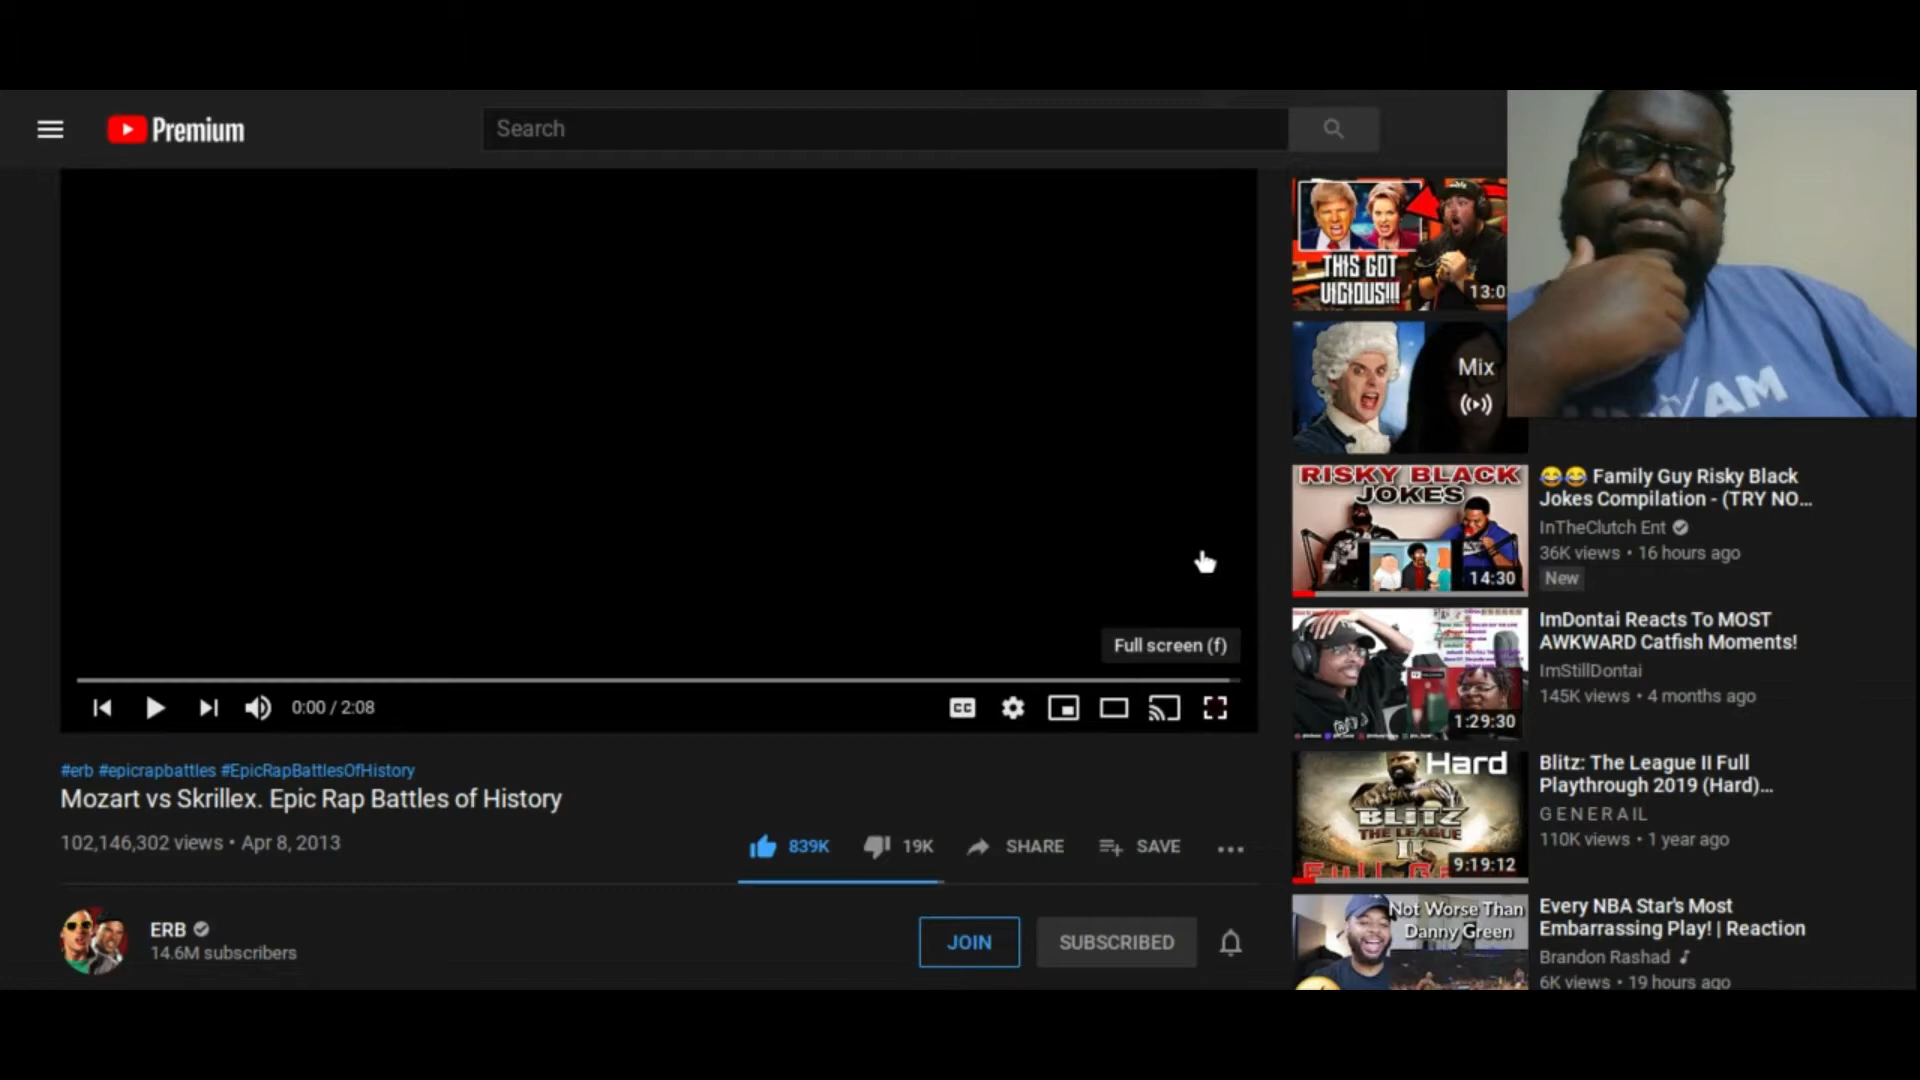 Premium
Search
THIS GOT
VICIOUS!!!
13:0
Mix
AM
RISKY BLACK
JOKES
14:30
😂😂 Family Guy Risky Black
Jokes Compilation - (TRY NO...
InTheClutch Ent
36K views • 16 hours ago
New
Full screen (f)
1:29:30
ImDontai Reacts To MOST
AWKWARD Catfish Moments!
ImStillDontai
145K views • 4 months ago
0:00 / 2:08
CC
#erb #epicrapbattles #EpicRapBattlesOfHistory
Mozart vs Skrillex. Epic Rap Battles of History
102,146,302 views • Apr 8, 2013
839K
19K
SHARE
SAVE
Hard
BLITZ
THE LEAGUE
II
9:19:12
Blitz: The League II Full
Playthrough 2019 (Hard)...
G E N E R A I L
110K views • 1 year ago
ERB
14.6M subscribers
JOIN
SUBSCRIBED
Not Worse Than
Danny Green
Every NBA Star's Most
Embarrassing Play! | Reaction
Brandon Rashad
6K views • 19 hours ago